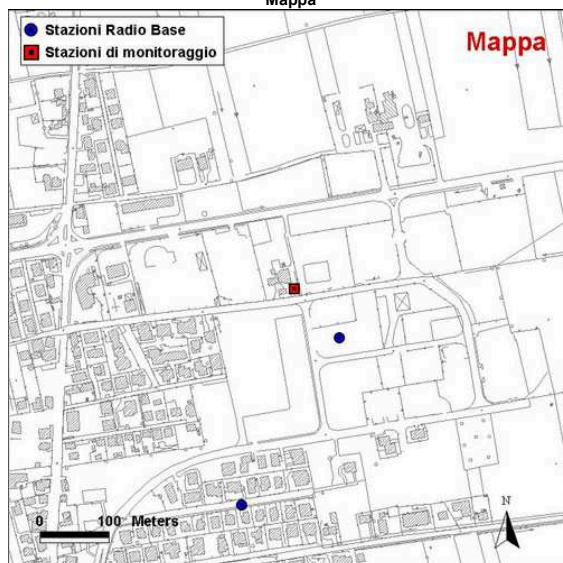 Mappa
Stazioni Radio Base
Stazioni di monitoraggio
Mappa
0 100 Meters
N